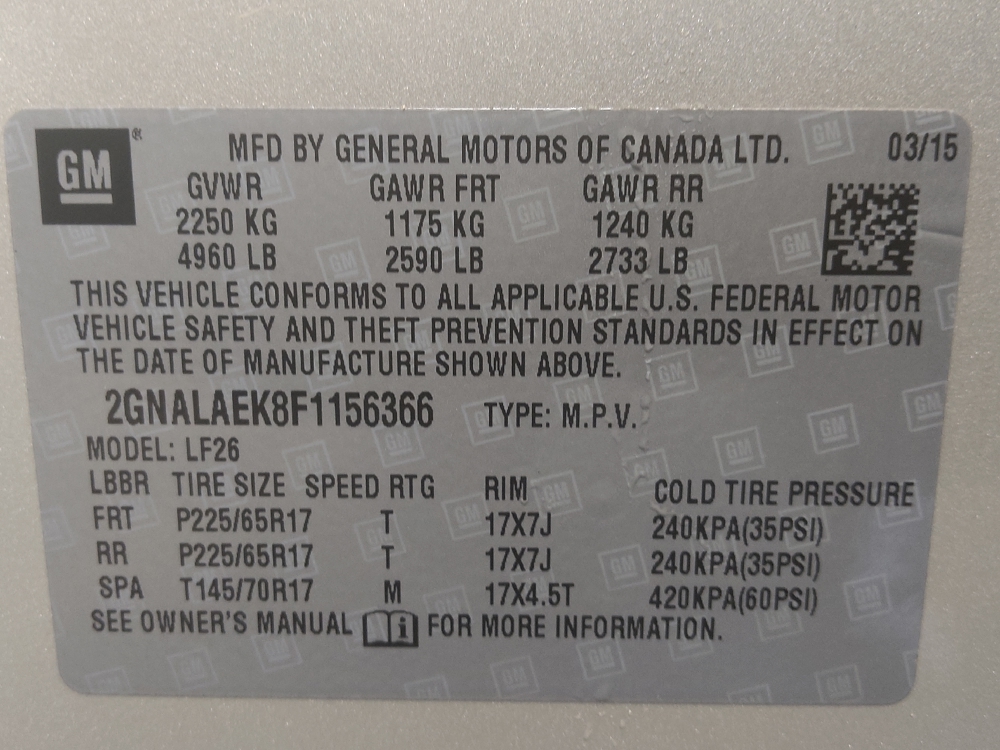 GM
MFD BY GENERAL MOTORS OF CANADA LTD. 03/15
GVWR GAWR FRT GAWR RR
2250 KG 1175 KG 1240 KG
4960 LB 2590 LB 2733 LB
THIS VEHICLE CONFORMS TO ALL APPLICABLE U.S. FEDERAL MOTOR
VEHICLE SAFETY AND THEFT PREVENTION STANDARDS IN EFFECT ON
THE DATE OF MANUFACTURE SHOWN ABOVE.
2GNALAEK8F1156366 TYPE: M.P.V.
MODEL: LF26
LBBR TIRE SIZE SPEED RTG RIM COLD TIRE PRESSURE
FRT P225/65R17 T 17X7J 240KPA(35PSI)
RR P225/65R17 T 17X7J 240KPA(35PSI)
SPA T145/70R17 M 17X4.5T 420KPA(60PSI)
SEE OWNER'S MANUAL i FOR MORE INFORMATION.